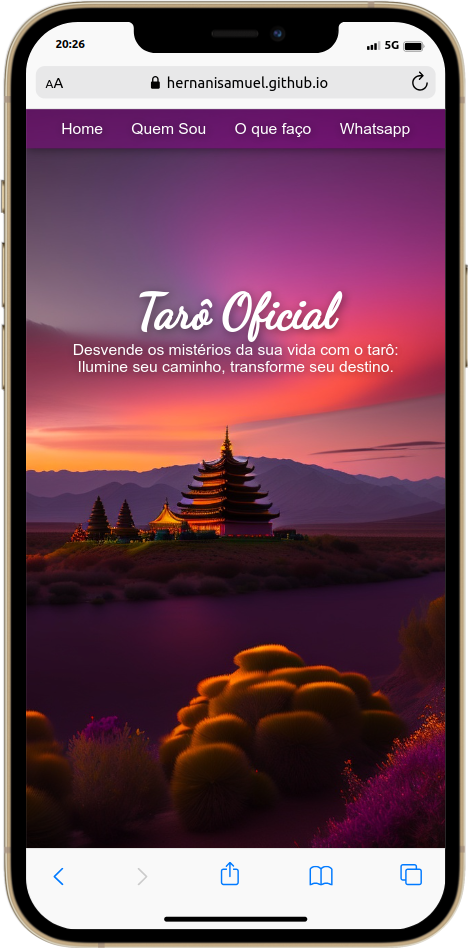 20:26
5G
AA
hernanisamuel.github.io
Home Quem Sou O que faço Whatsapp
Tarô Oficial
Desvende os mistérios da sua vida com o tarô:
Ilumine seu caminho, transforme seu destino.